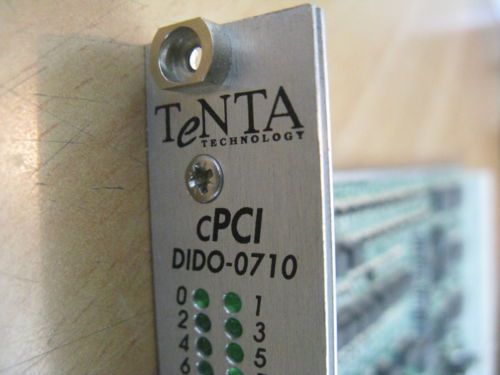 TeNTA
TECHNOLOGY
cPCI
DIDO-0710
0 1
2 3
4 5
6